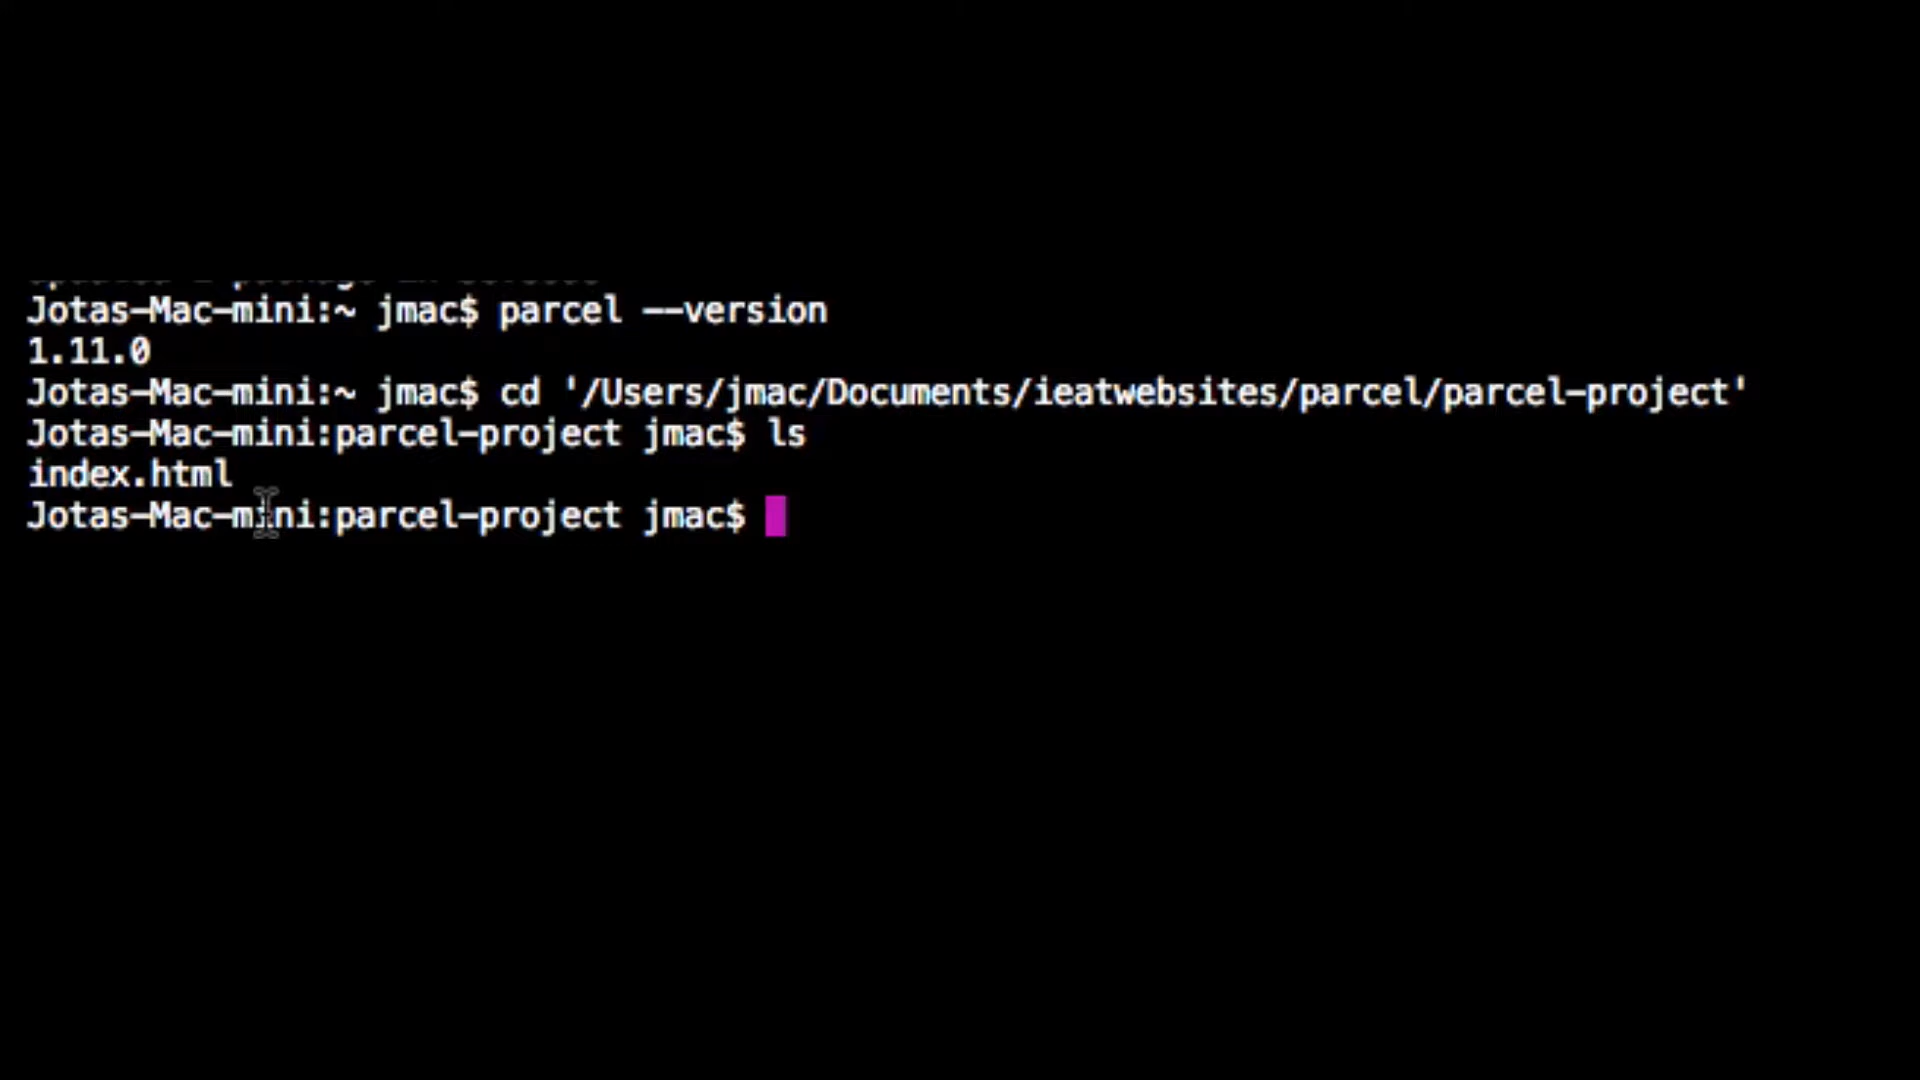 Jotas-Mac-mini:~ jmac$ parcel --version
1.11.0
Jotas-Mac-mini:~ jmac$ cd '/Users/jmac/Documents/ieatwebsites/parcel/parcel-project'
Jotas-Mac-mini:parcel-project jmac$ ls
index.html
Jotas-Mac-mini:parcel-project jmac$